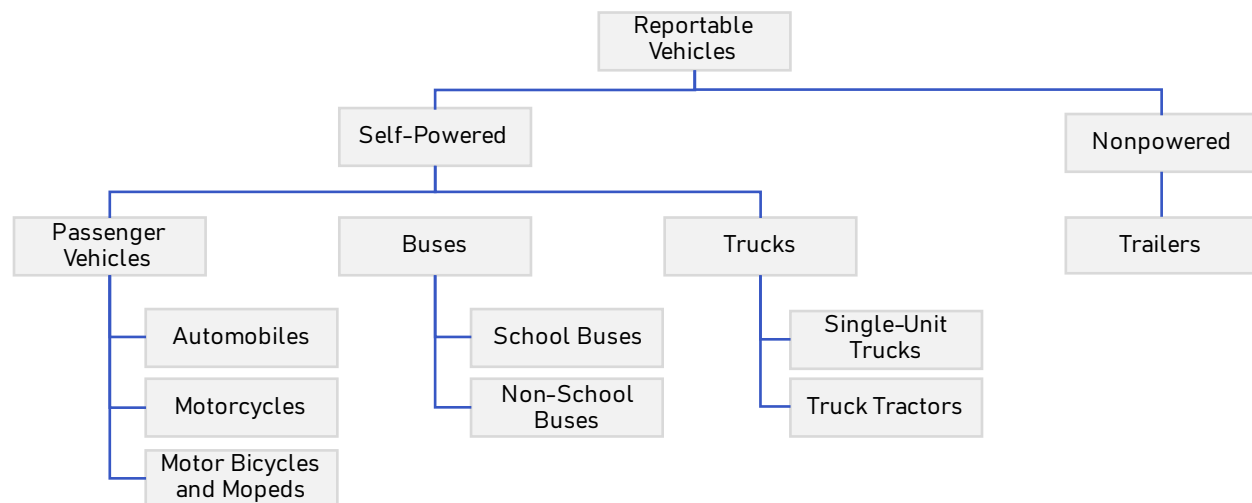 Reportable
Vehicles
Self-Powered
Nonpowered
Passenger
Vehicles
Buses
Trucks
Trailers
Automobiles
School Buses
Single-Unit
Trucks
Motorcycles
Non-School
Buses
Truck Tractors
Motor Bicycles
and Mopeds